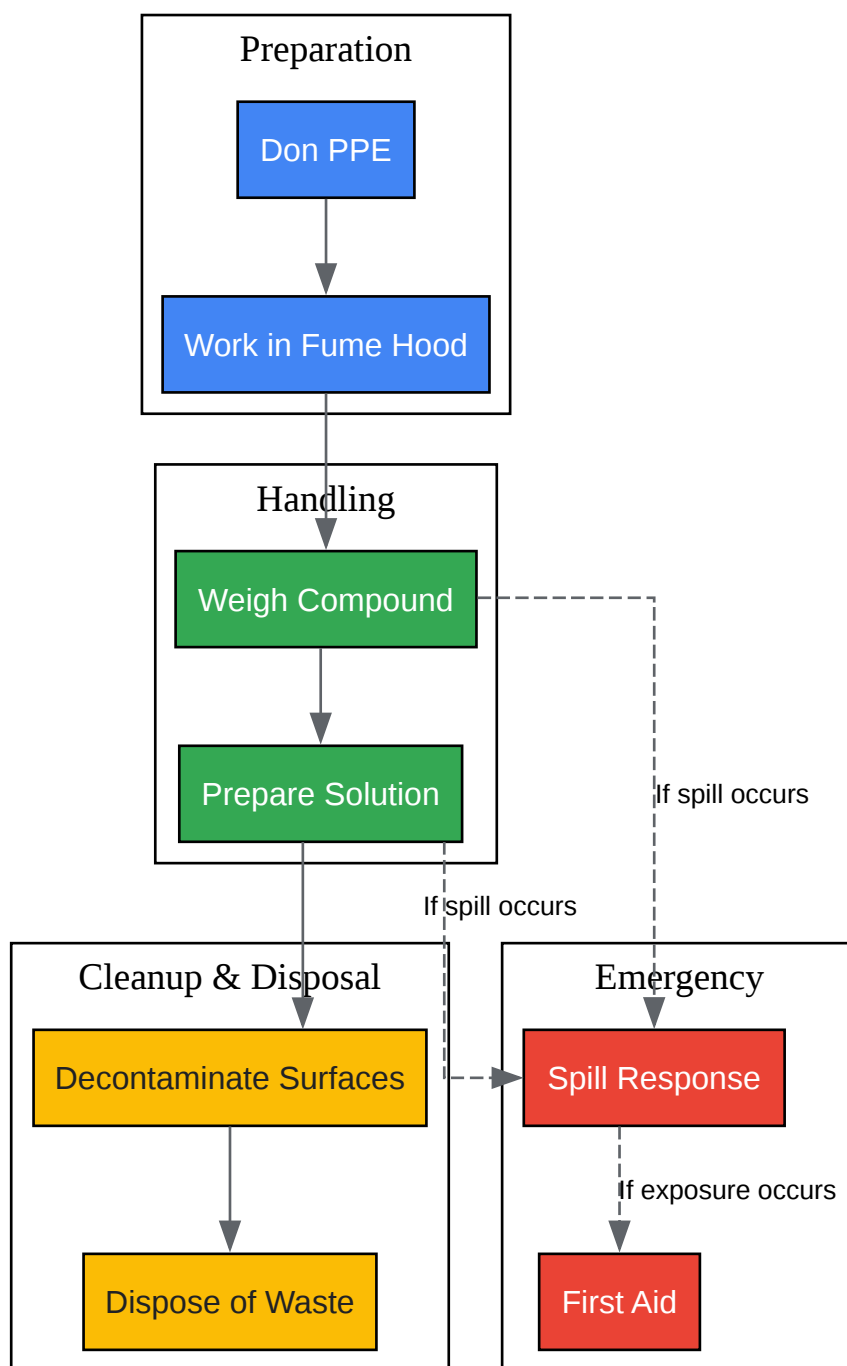 Preparation
Don PPE
Work in Fume Hood
Handling
Weigh Compound
Prepare Solution
If spill occurs
If spill occurs
Cleanup & Disposal
Emergency
Decontaminate Surfaces
Spill Response
If exposure occurs
Dispose of Waste
First Aid